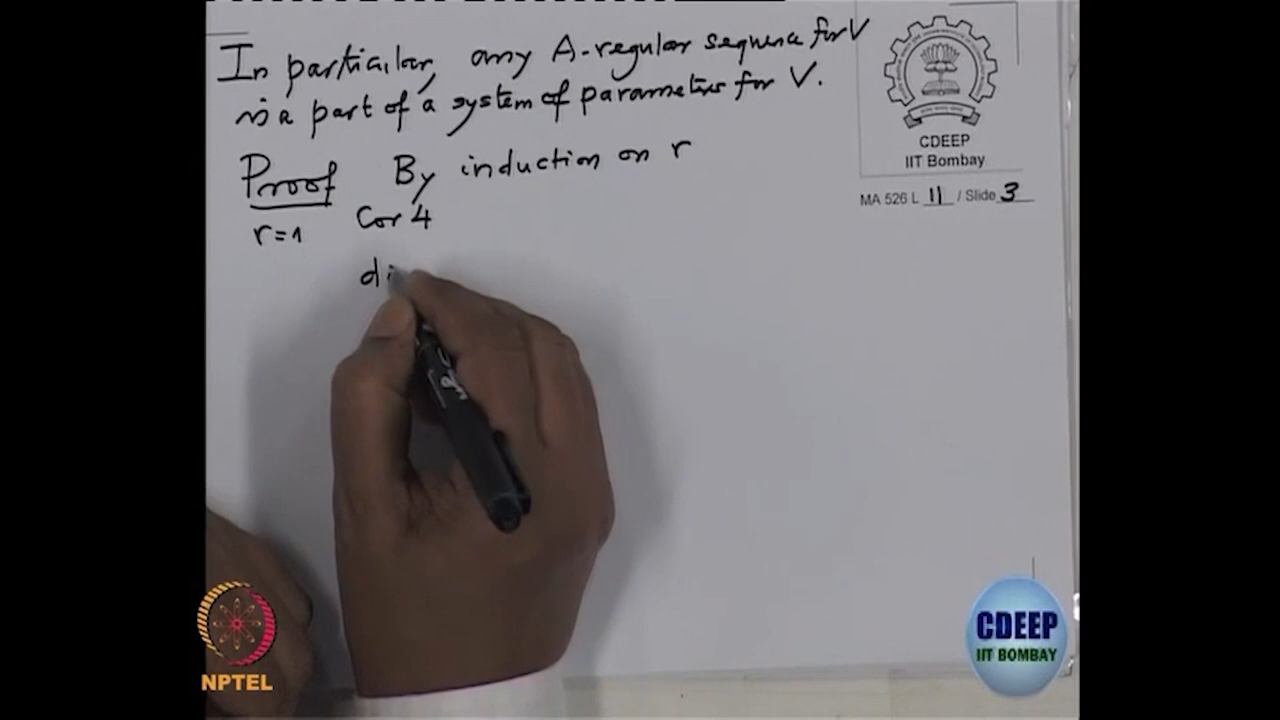 In particular, any A-regular sequence for V
is a part of a system of parameters for V.
Proof By induction on r
r=1 Cor 4
di
CDEEP
IIT Bombay
MA 526 L 11 / Slide 3
NPTEL
CDEEP
IIT BOMBAY